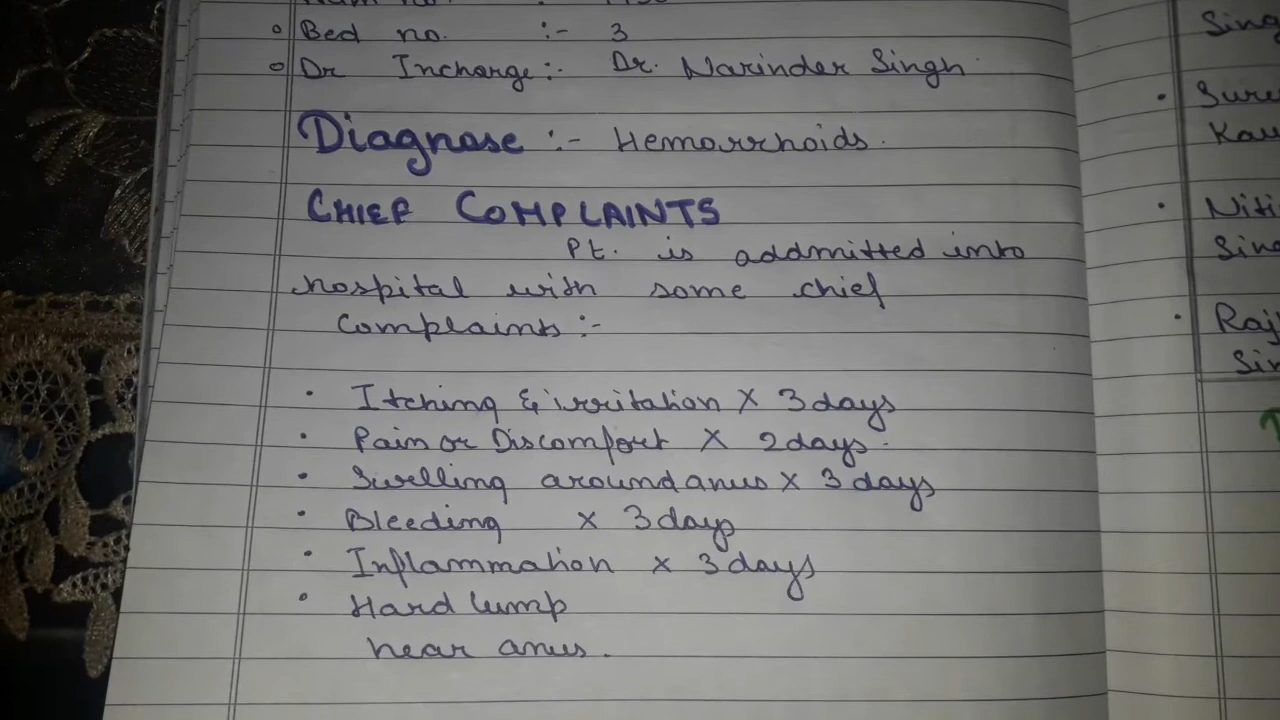 Bed no. :- 3
Dr Incharge :- Dr. Narinder Singh
Diagnose :- Hemorrhoids.
CHIEF COMPLAINTS
Pt. is addmitted into
hospital with some chief
Complaints :-
• Itching & irritation X 3 days
• Pain or Discomfort X 2 days.
• Swelling around anus X 3 days
• Bleeding X 3 days
• Inflammation X 3 days
• Hard lump
near anus.